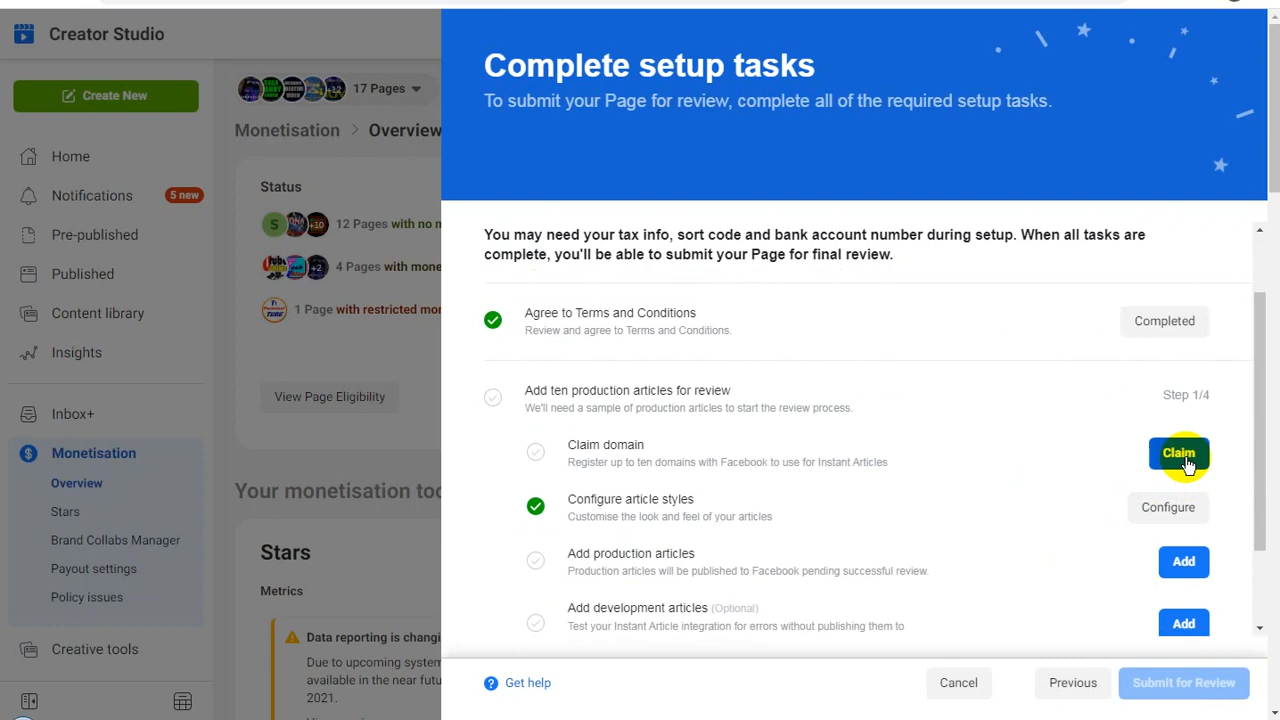 Creator Studio
Create New
Home
Notifications
5 new
Pre-published
Published
Content library
Insights
Inbox+
Monetisation
Overview
Stars
Brand Collabs Manager
Payout settings
Policy issues
Creative tools
+12
17 Pages
Monetisation > Overview
Status
S
+10
12 Pages with no m
+2
4 Pages with mone
1 Page with restricted mor
View Page Eligibility
Your monetisation too
Stars
Metrics
Data reporting is changi
Due to upcoming system
available in the near futu
2021.
Complete setup tasks
To submit your Page for review, complete all of the required setup tasks.
You may need your tax info, sort code and bank account number during setup. When all tasks are
complete, you'll be able to submit your Page for final review.
Agree to Terms and Conditions
Review and agree to Terms and Conditions.
Completed
Add ten production articles for review
We'll need a sample of production articles to start the review process.
Step 1/4
Claim domain
Register up to ten domains with Facebook to use for Instant Articles
Claim
Configure article styles
Customise the look and feel of your articles
Configure
Add production articles
Production articles will be published to Facebook pending successful review.
Add
Add development articles (Optional)
Test your Instant Article integration for errors without publishing them to
Add
Get help
Cancel
Previous
Submit for Review